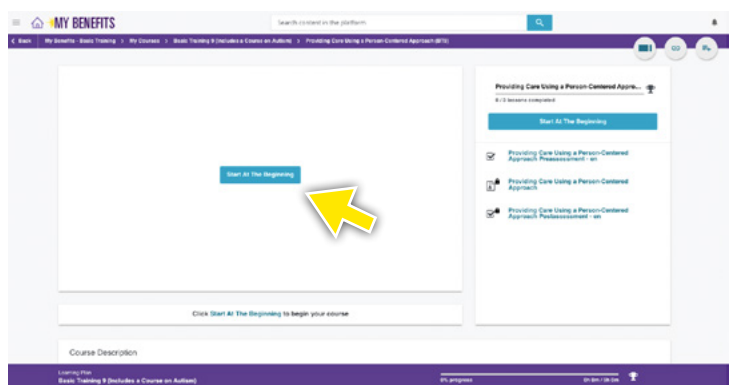 MY BENEFITS
Search content in the platform
Back
My Benefits - Basic Training > My Courses > Basic Training 9 (Includes a Course on Autism) > Providing Care Using a Person-Centered Approach (BT9)
Start At The Beginning
Click Start At The Beginning to begin your course
Course Description
Providing Care Using a Person-Centered Appro...
0 / 3 lessons completed
Start At The Beginning
Providing Care Using a Person-Centered
Approach Preassessment - en
Providing Care Using a Person-Centered
Approach
Providing Care Using a Person-Centered
Approach Postassessment - en
Learning Plan
Basic Training 9 (Includes a Course on Autism)
0% progress